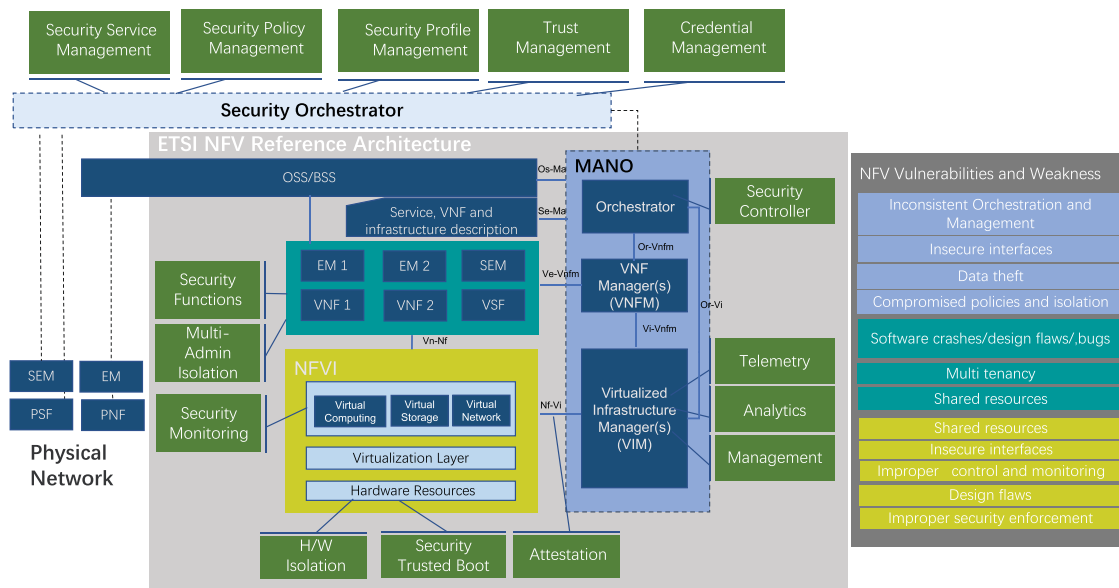 Security Service
Management
Security Policy
Management
Security Profile
Management
Trust
Management
Credential
Management
Security Orchestrator
ETSI NFV Reference Architecture
OSS/BSS
Os-Ma
MANO
Service, VNF and
infrastructure description
Se-Ma
Orchestrator
Security
Controller
Or-Vnfm
EM 1
EM 2
SEM
VNF 1
VNF 2
VSF
Ve-Vnfm
VNF
Manager(s)
(VNFM)
Or-Vi
Vi-Vnfm
Security
Functions
Multi-
Admin
Isolation
Security
Monitoring
Vn-Nf
NFVI
Virtual
Computing
Virtual
Storage
Virtual
Network
Virtualization Layer
Hardware Resources
Nf-Vi
Virtualized
Infrastructure
Manager(s)
(VIM)
Telemetry
Analytics
Management
SEM
EM
PSF
PNF
Physical
Network
H/W
Isolation
Security
Trusted Boot
Attestation
NFV Vulnerabilities and Weakness
Inconsistent Orchestration and
Management
Insecure interfaces
Data theft
Compromised policies and isolation
Software crashes/design flaws/,bugs
Multi tenancy
Shared resources
Shared resources
Insecure interfaces
Improper control and monitoring
Design flaws
Improper security enforcement